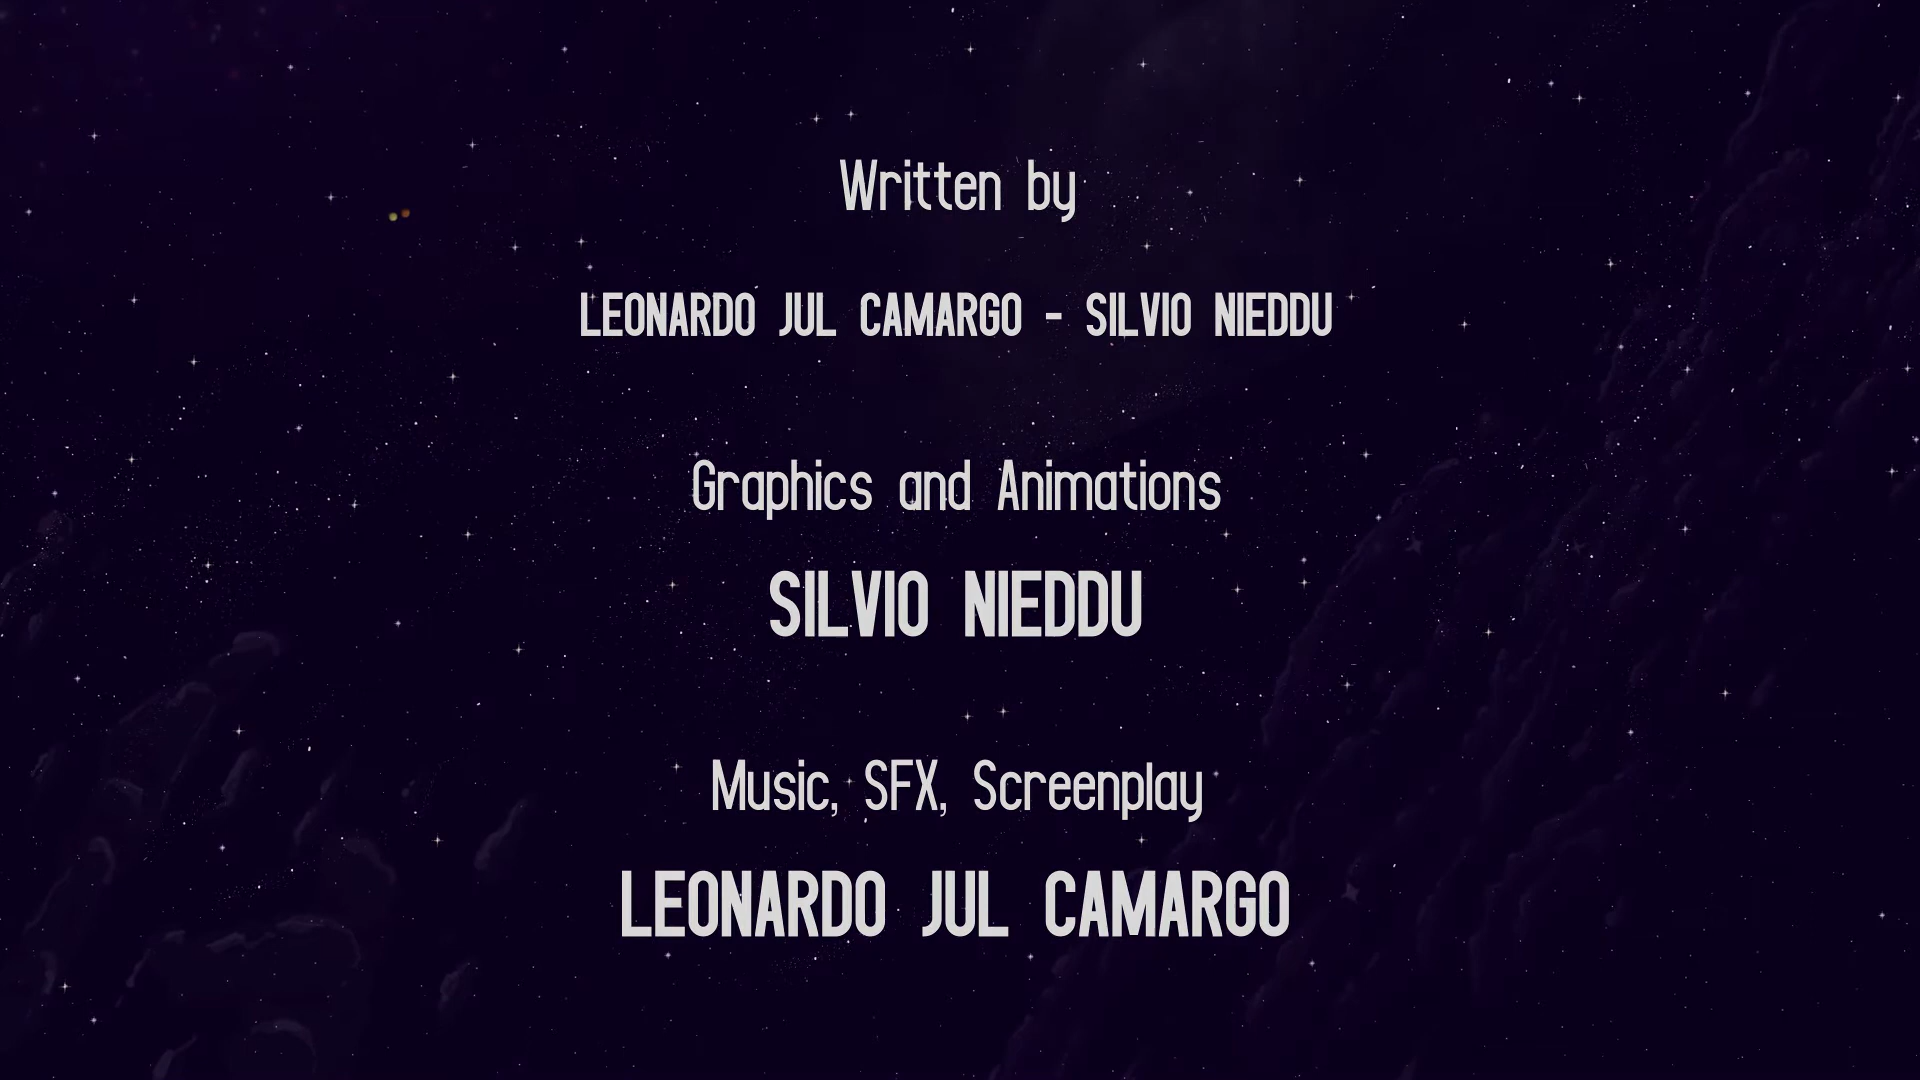 Written by
LEONARDO JUL CAMARGO - SILVIO NIEDDU
Graphics and Animations
SILVIO NIEDDU
Music, SFX, Screenplay
LEONARDO JUL CAMARGO